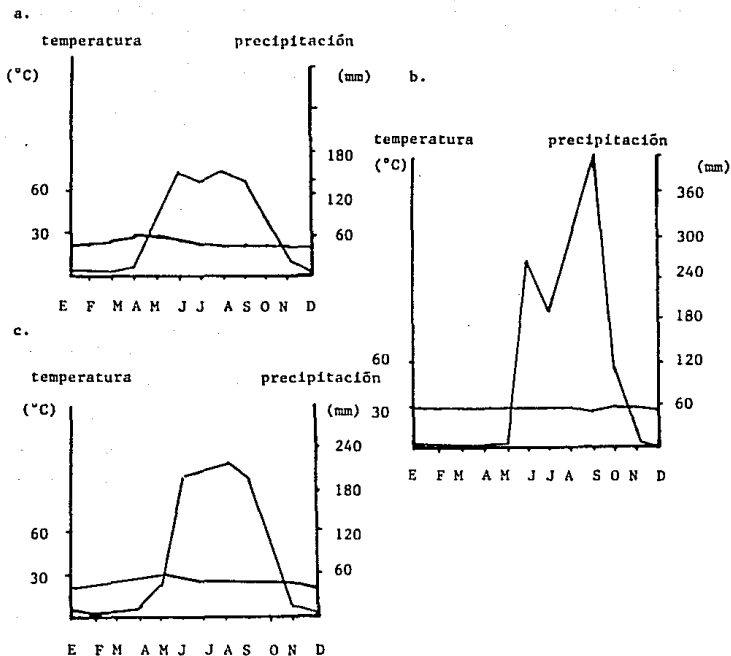 a.
temperatura precipitación
(°C) (mm)
180
60
120
30
60
E F M A M J J A S O N D
b.
temperatura precipitación
(°C) (mm)
360
300
240
180
60
120
60
30
E F M A M J J A S O N D
c.
temperatura precipitación
(°C) (mm)
240
180
60
120
30
60
E F M A M J J A S O N D